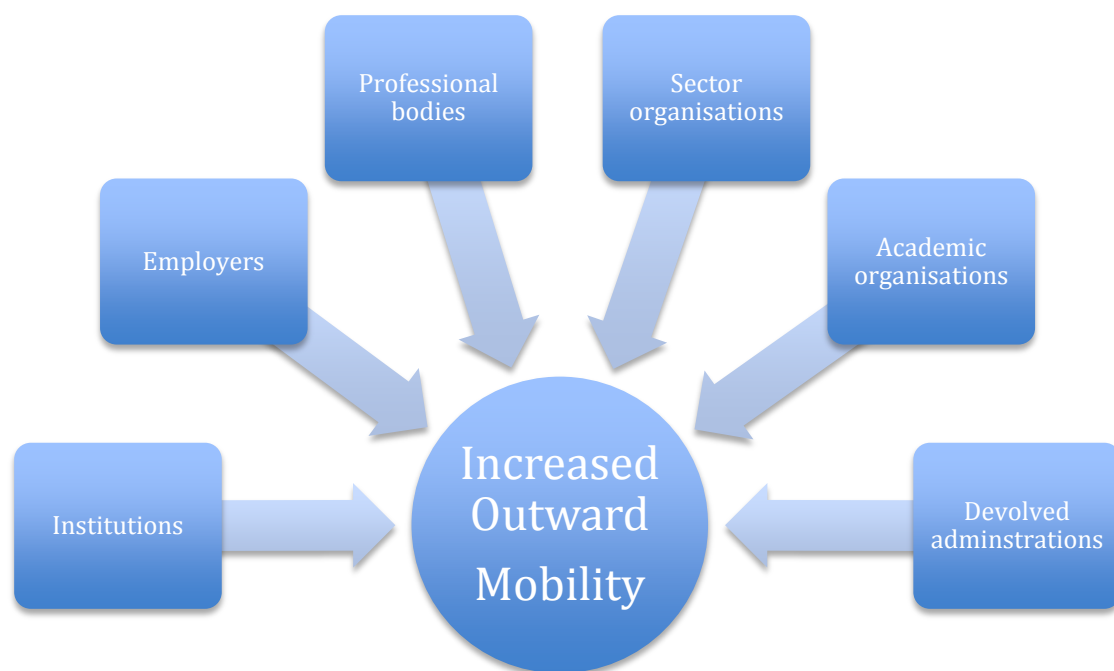 Professional
bodies
Sector
organisations
Employers
Academic
organisations
Institutions
Increased
Outward
Mobility
Devolved
adminstrations